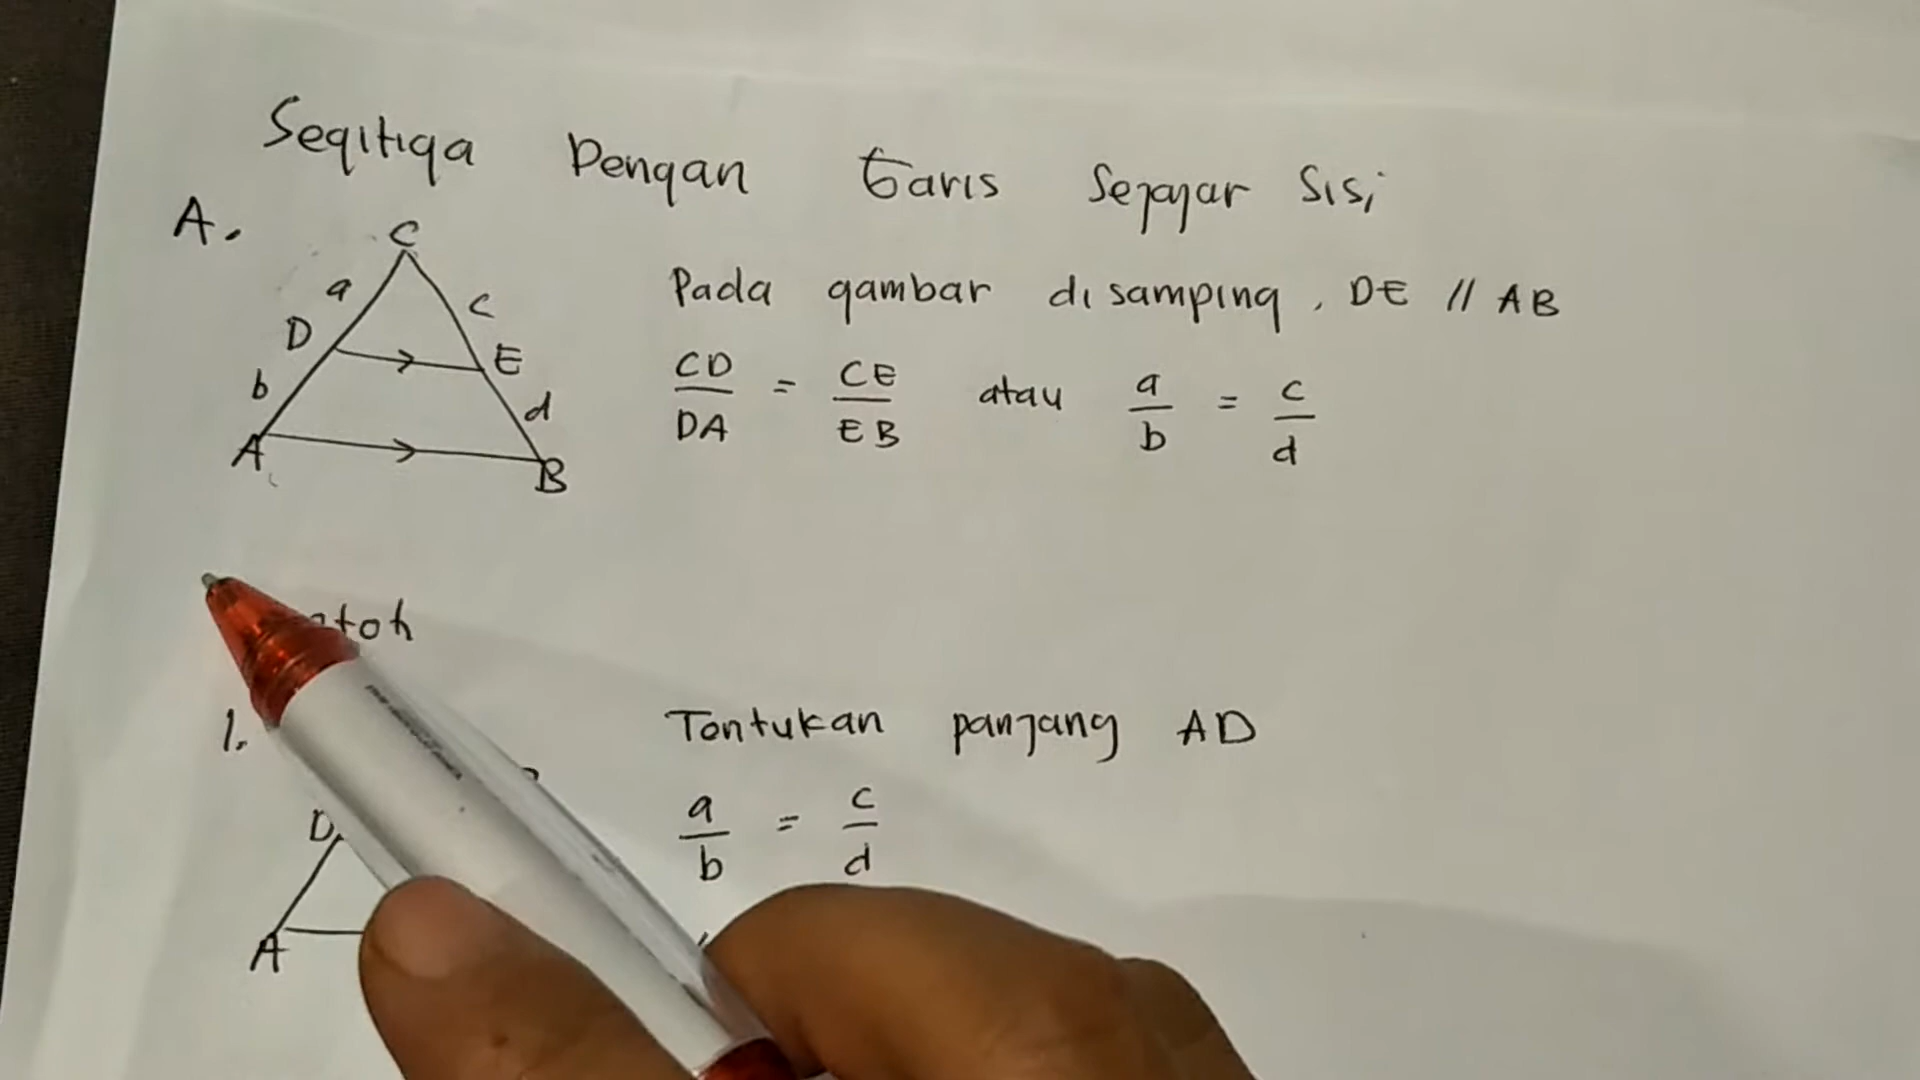 Segitiga Dengan Garis Sejajar Sisi
A.
C
a
c
D
E
b
d
A
B
Pada gambar disamping, DE // AB
CD/DA = CE/EB atau a/b = c/d
1.
Tentukan panjang AD
D
A
a/b = c/d